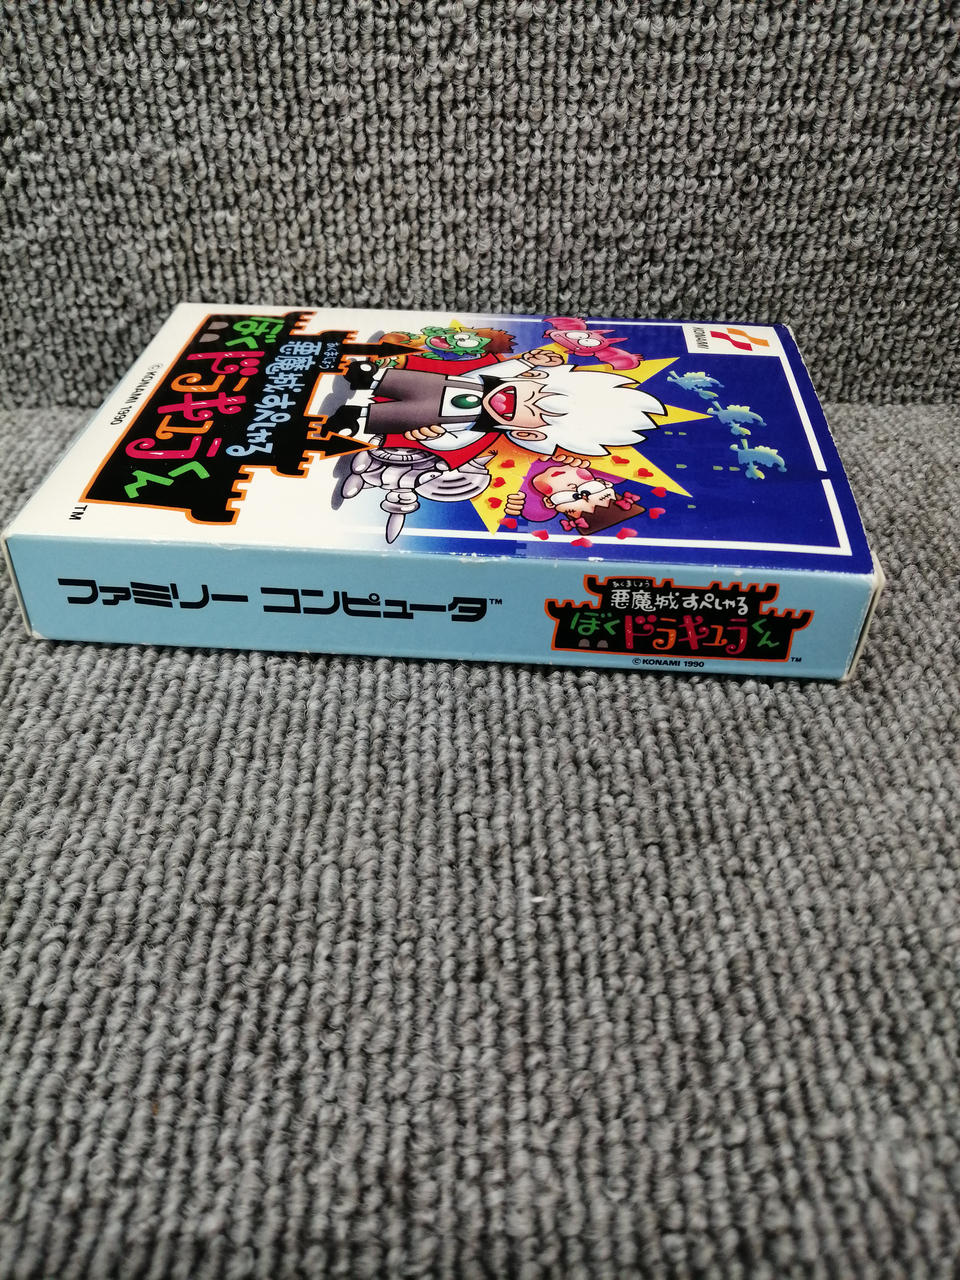 KONAMI
あくまじょう
悪魔城すぺしゃる
ぼくドラキュラくん
TM
© KONAMI 1990
ファミリー コンピュータ™
あくまじょう
悪魔城すぺしゃる
ぼくドラキュラくん
TM
© KONAMI 1990